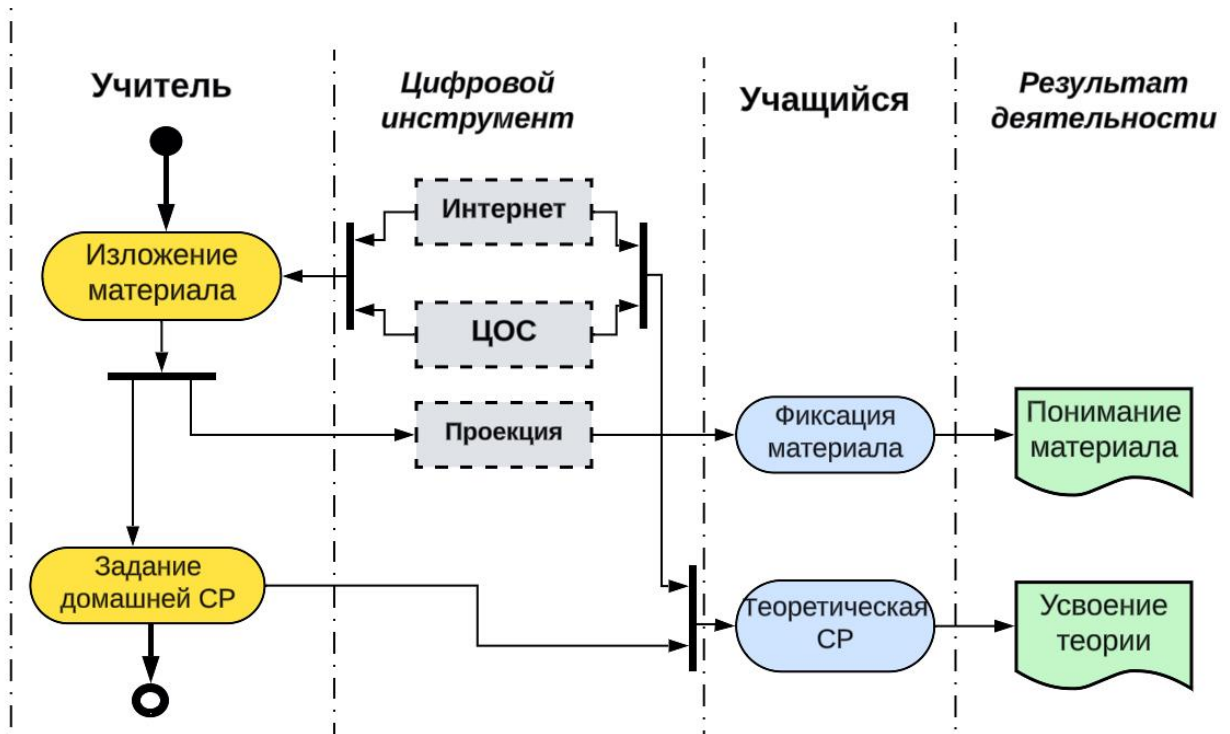 Учитель
Цифровой
инструмент
Учащийся
Результат
деятельности
Интернет
Изложение
материала
ЦОС
Проекция
Фиксация
материала
Понимание
материала
Задание
домашней СР
Теоретическая
СР
Усвоение
теории